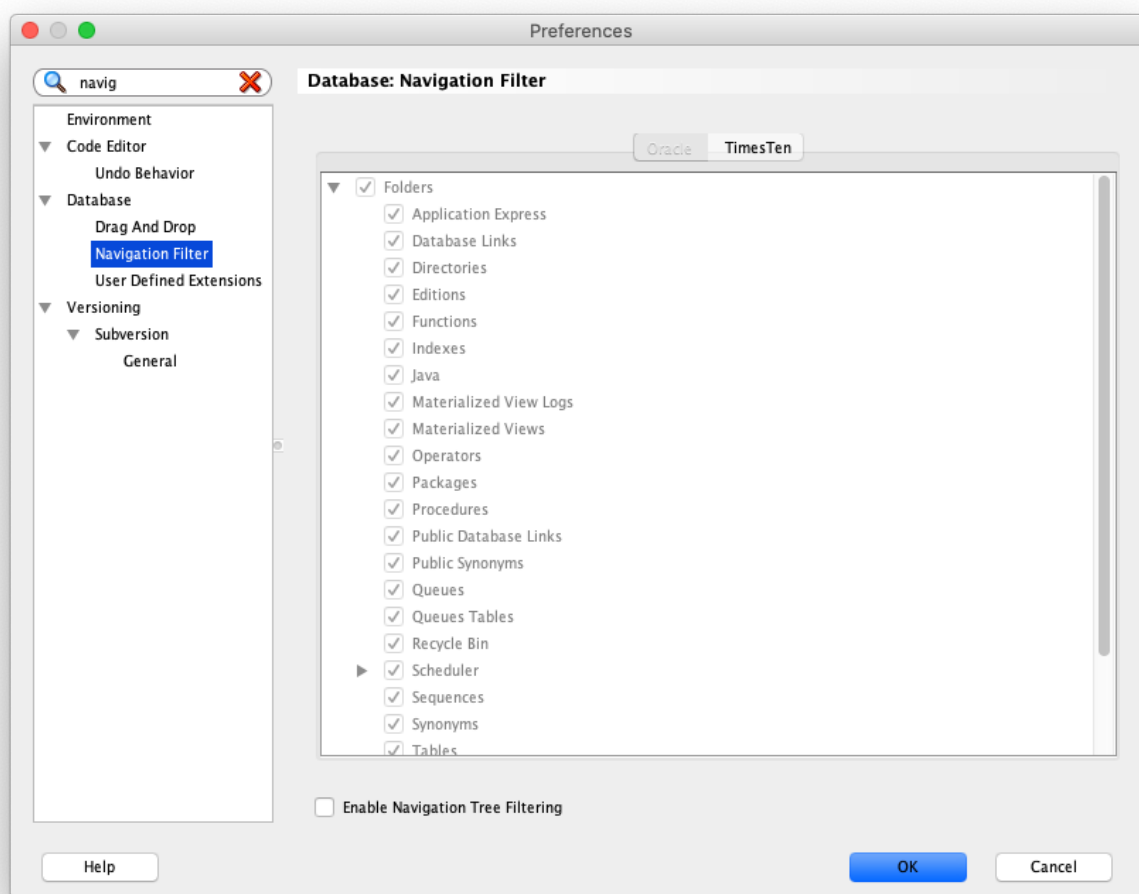 Preferences
navig
Environment
Code Editor
Undo Behavior
Database
Drag And Drop
Navigation Filter
User Defined Extensions
Versioning
Subversion
General
Database: Navigation Filter
Oracle
TimesTen
Folders
Application Express
Database Links
Directories
Editions
Functions
Indexes
Java
Materialized View Logs
Materialized Views
Operators
Packages
Procedures
Public Database Links
Public Synonyms
Queues
Queues Tables
Recycle Bin
Scheduler
Sequences
Synonyms
Tables
Enable Navigation Tree Filtering
Help
OK
Cancel